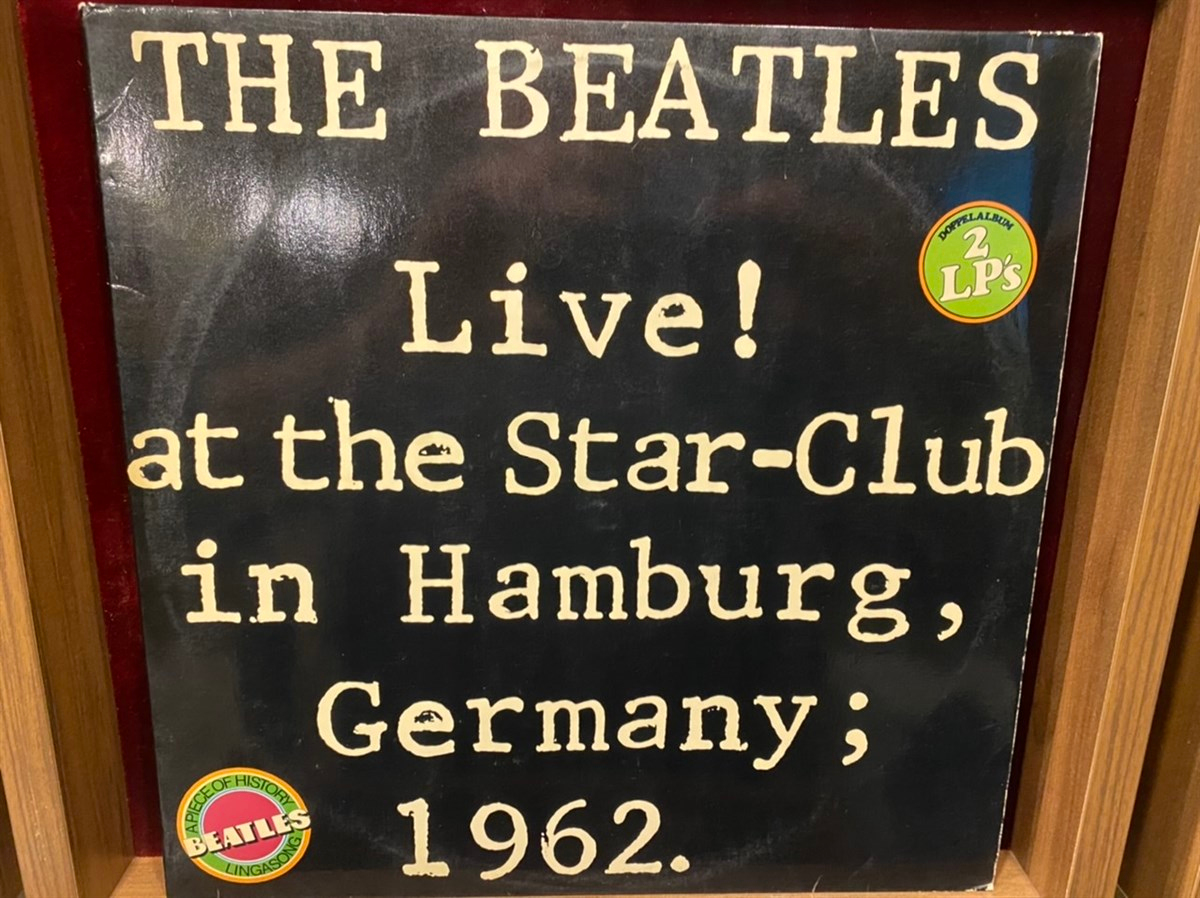 THE BEATLES
DOPPELALBUM
2
LP's
Live!
at the Star-Club
in Hamburg,
Germany;
1962.
A PIECE OF HISTORY
BEATLES
LINGASONG